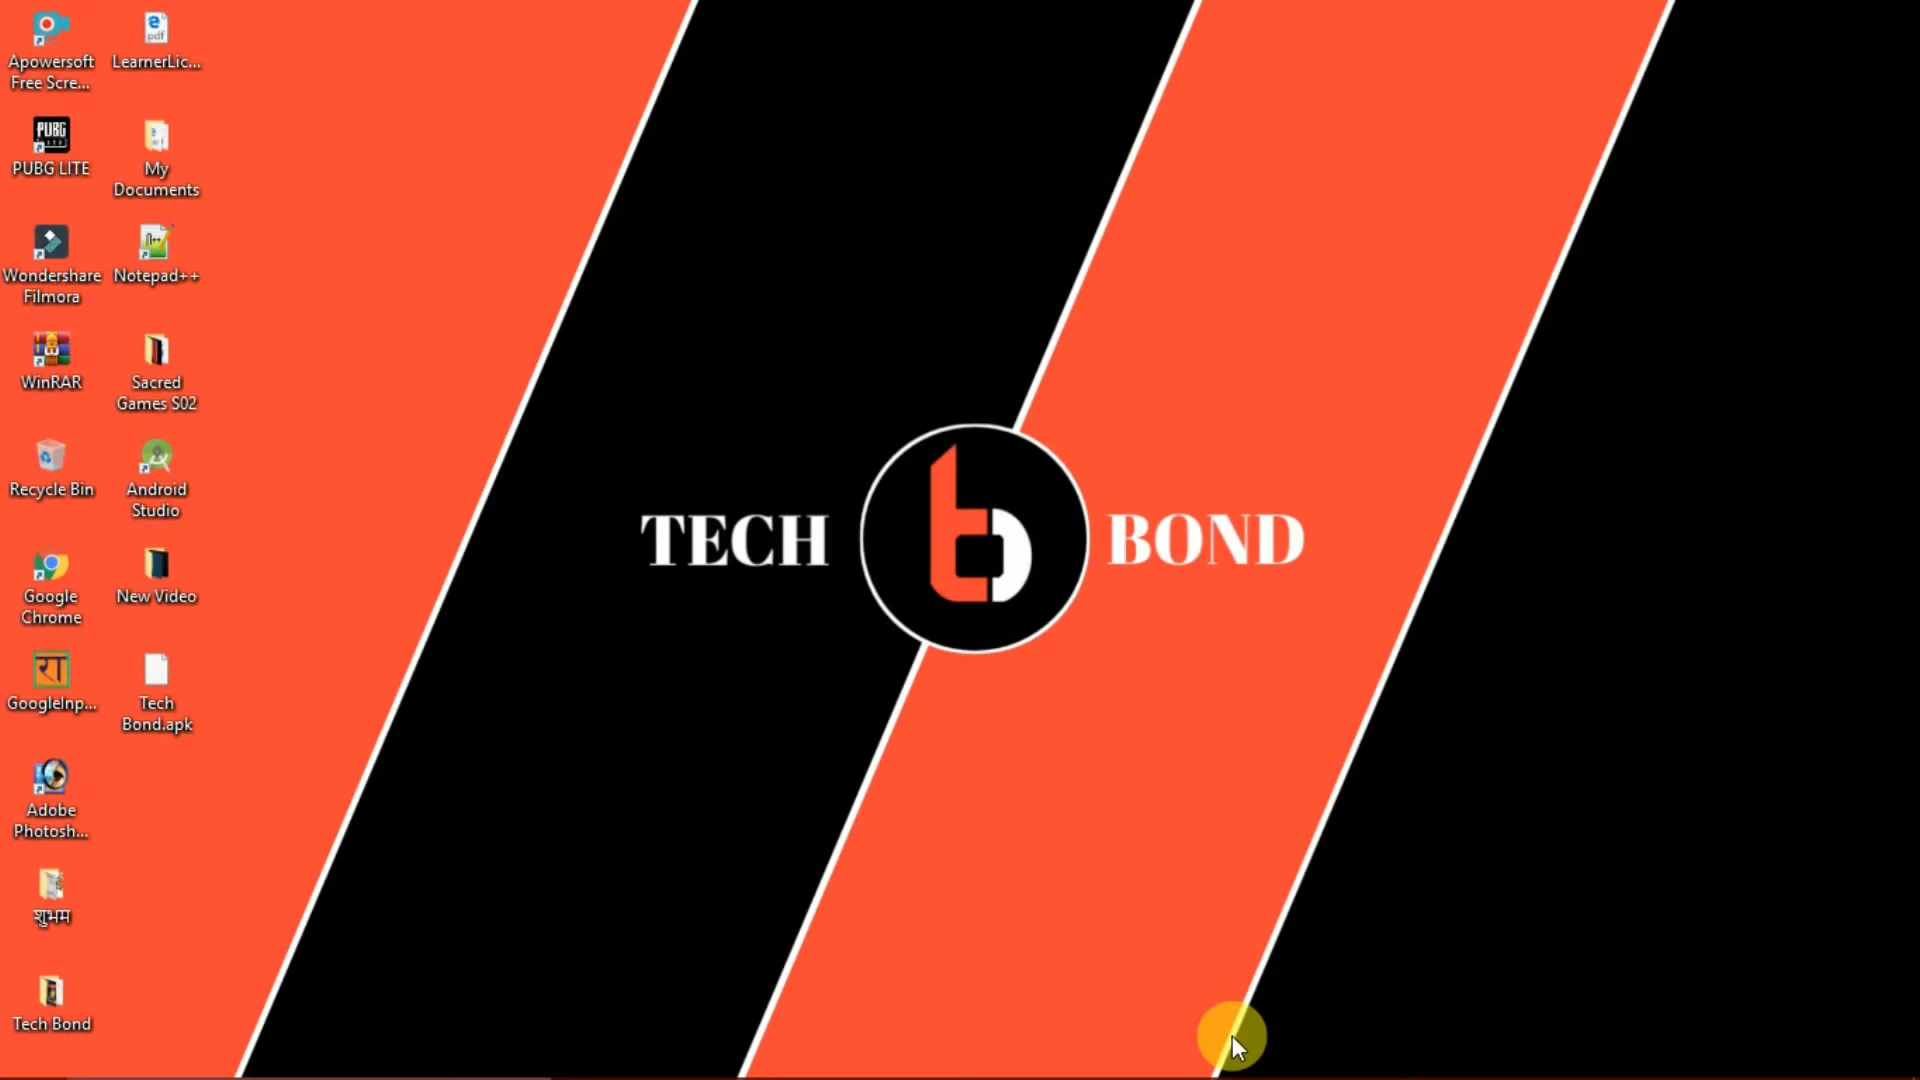 Apowersoft
Free Scre...
PUBG LITE
Wondershare
Filmora
WinRAR
Recycle Bin
Google
Chrome
GoogleInp...
Adobe
Photosh...
शुभम
Tech Bond
LearnerLic...
My
Documents
Notepad++
Sacred
Games S02
Android
Studio
New Video
Tech
Bond.apk
TECH
BOND